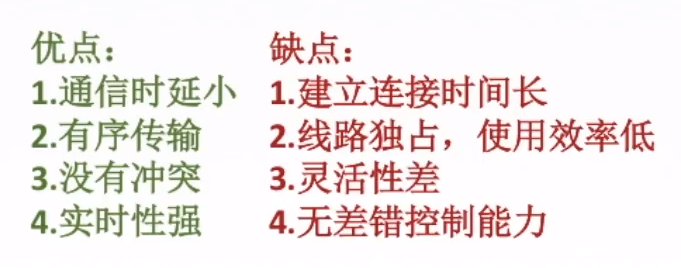 优点：
1.通信时延小
2.有序传输
3.没有冲突
4.实时性强
缺点：
1.建立连接时间长
2.线路独占，使用效率低
3.灵活性差
4.无差错控制能力